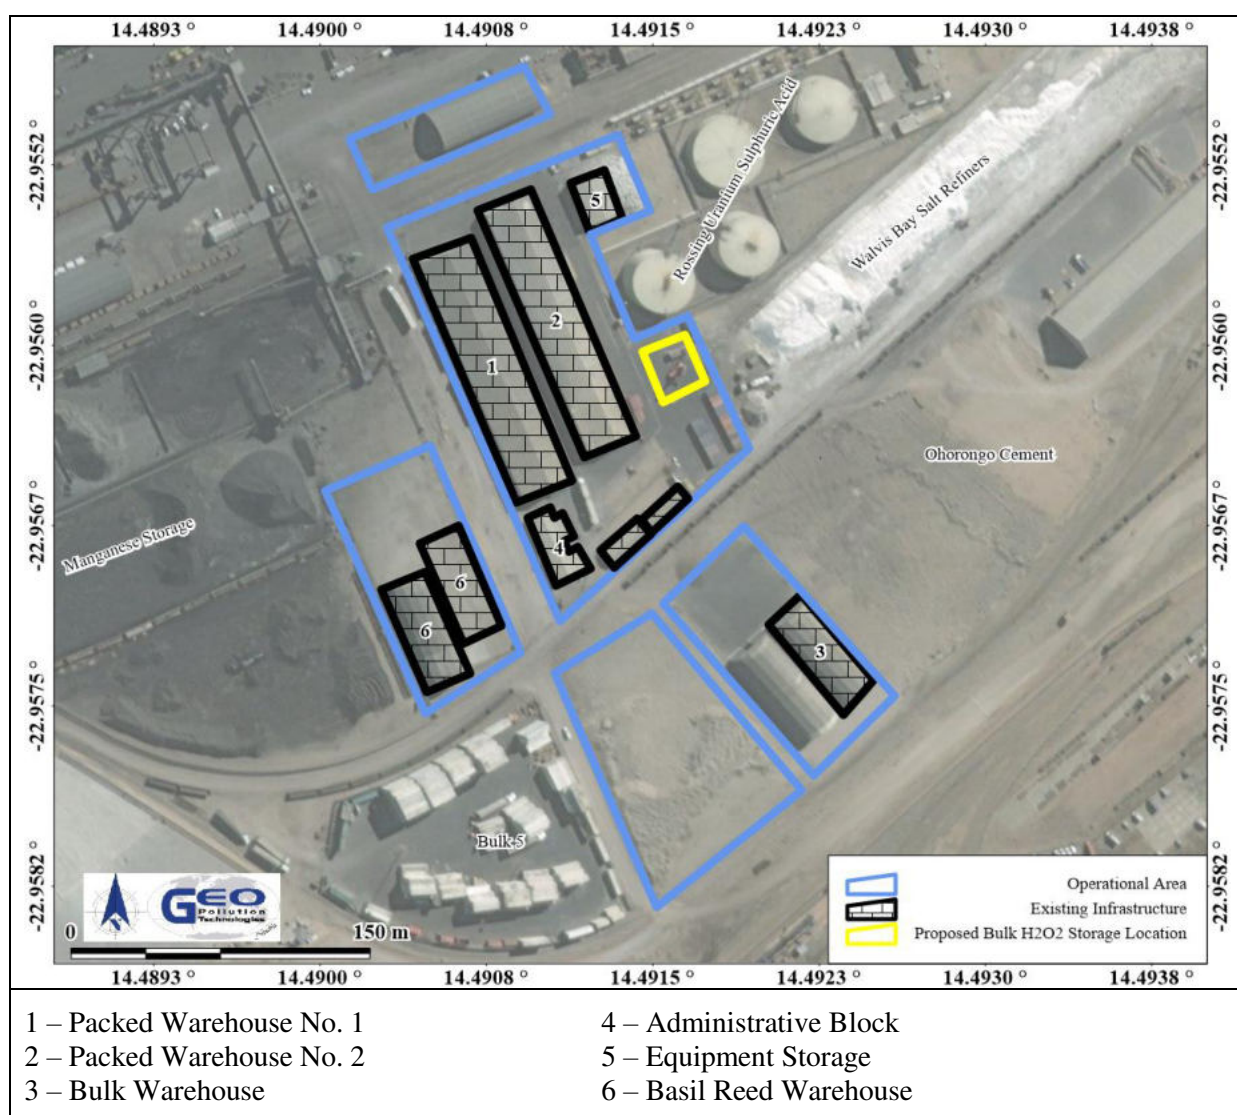 14.4893 ° 14.4900 ° 14.4908 ° 14.4915 ° 14.4923 ° 14.4930 ° 14.4938 °
-22.9552 ° -22.9552 °
Rossing Uranium Sulphuric Acid
5
Walvis Bay Salt Refiners
2
-22.9560 ° -22.9560 °
1
Ohorongo Cement
-22.9567 ° -22.9567 °
Manganese Storage
4
6
6
3
-22.9575 ° -22.9575 °
Bulk 5
-22.9582 ° -22.9582 °
GEO
Pollution
Technologies
0 150 m
Operational Area
Existing Infrastructure
Proposed Bulk H2O2 Storage Location
14.4893 ° 14.4900 ° 14.4908 ° 14.4915 ° 14.4923 ° 14.4930 ° 14.4938 °
1 – Packed Warehouse No. 1
2 – Packed Warehouse No. 2
3 – Bulk Warehouse
4 – Administrative Block
5 – Equipment Storage
6 – Basil Reed Warehouse